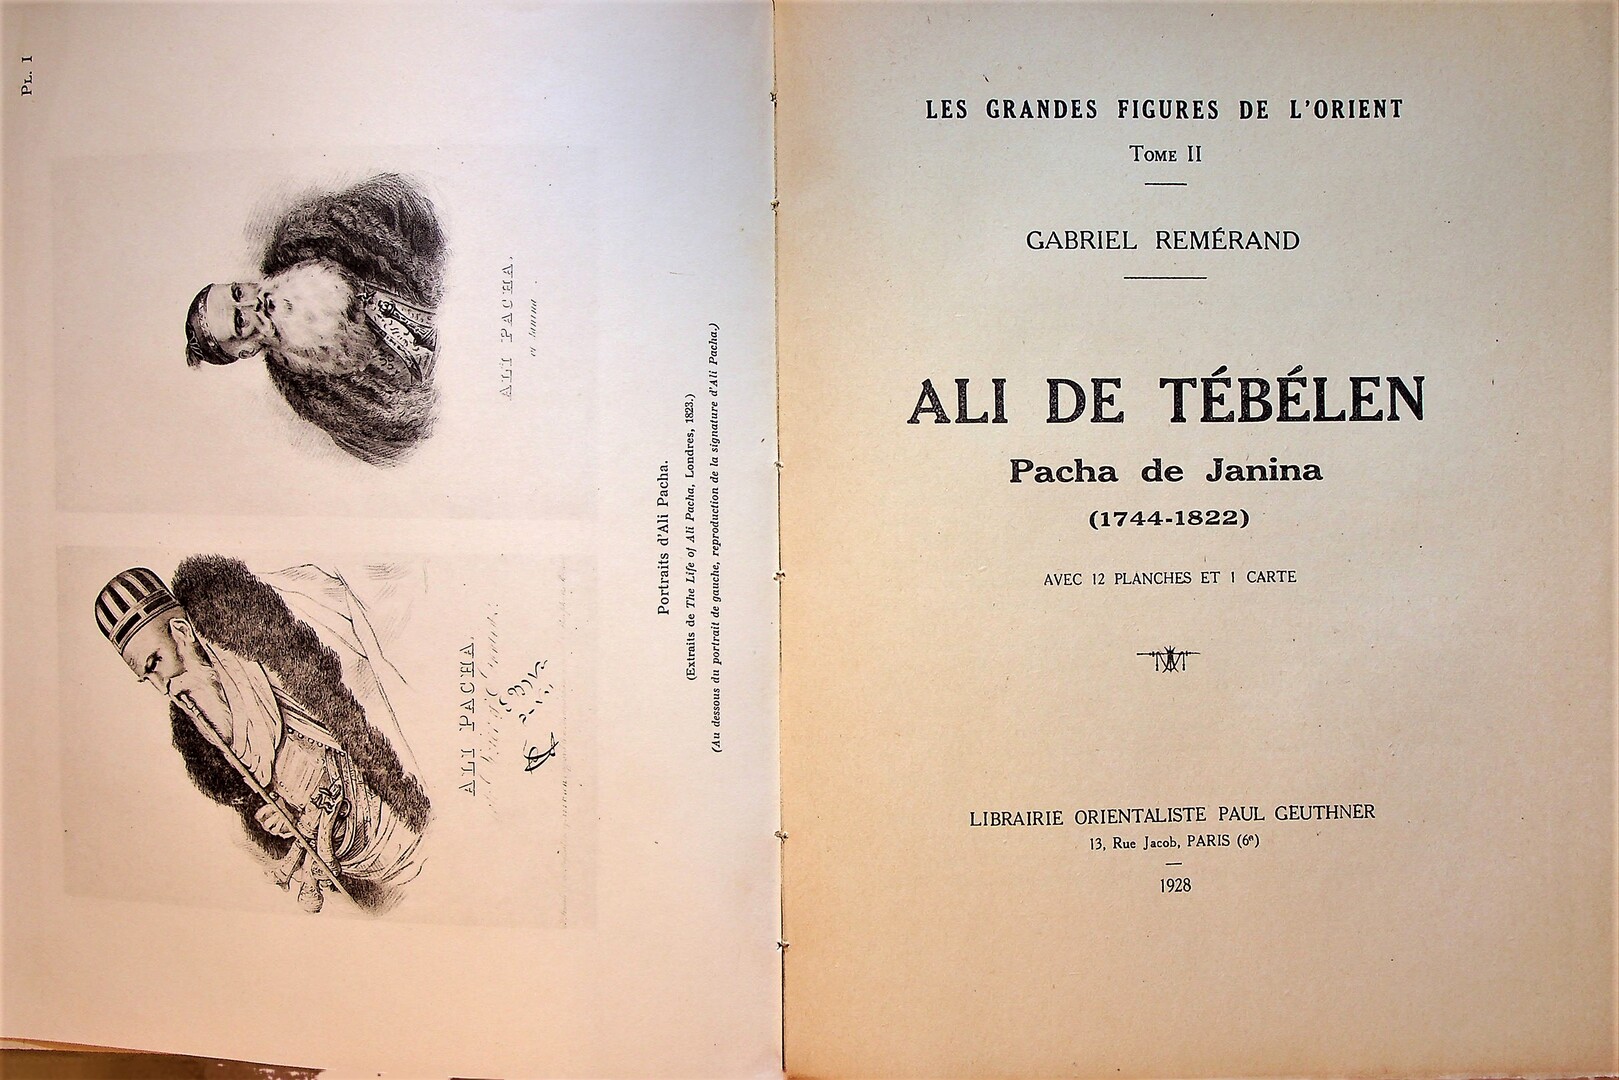 PL. I
ALI PACHA.
ALI PACHA.
Portraits d'Ali Pacha.
(Extraits de The Life of Ali Pacha, Londres, 1823.)
(Au dessous du portrait de gauche, reproduction de la signature d'Ali Pacha.)
LES GRANDES FIGURES DE L'ORIENT
TOME II
GABRIEL REMÉRAND
ALI DE TÉBÉLEN
Pacha de Janina
(1744-1822)
AVEC 12 PLANCHES ET 1 CARTE
LIBRAIRIE ORIENTALISTE PAUL GEUTHNER
13, Rue Jacob, PARIS (6e)
1928